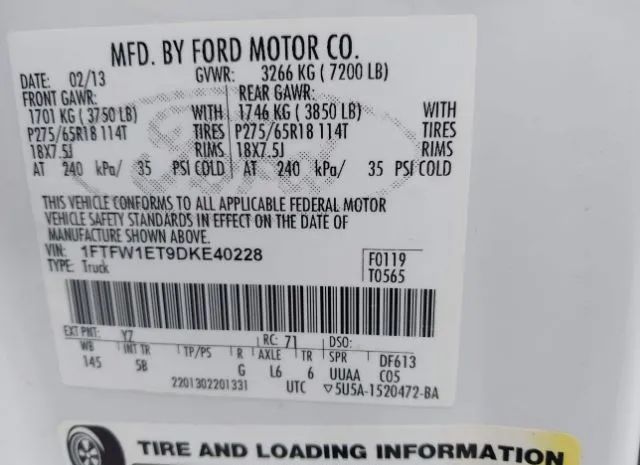 MFD. BY FORD MOTOR CO.
DATE: 02/13 GVWR: 3266 KG ( 7200 LB)
FRONT GAWR: REAR GAWR:
1701 KG ( 3750 LB) WITH 1746 KG ( 3850 LB) WITH
P275/65R18 114T TIRES P275/65R18 114T TIRES
18X7.5J RIMS 18X7.5J RIMS
AT 240 kPa/ 35 PSI COLD AT 240 kPa/ 35 PSI COLD
THIS VEHICLE CONFORMS TO ALL APPLICABLE FEDERAL MOTOR
VEHICLE SAFETY STANDARDS IN EFFECT ON THE DATE OF
MANUFACTURE SHOWN ABOVE.
VIN: 1FTFW1ET9DKE40228 F0119
TYPE: Truck T0565
EXT PNT: YZ RC: 71 DSO:
WB INT TR TP/PS R AXLE TR SPR DF613
145 SB G L6 6 UUAA C05
2201302201331 UTC ▽5U5A-1520472-BA
TIRE AND LOADING INFORMATION